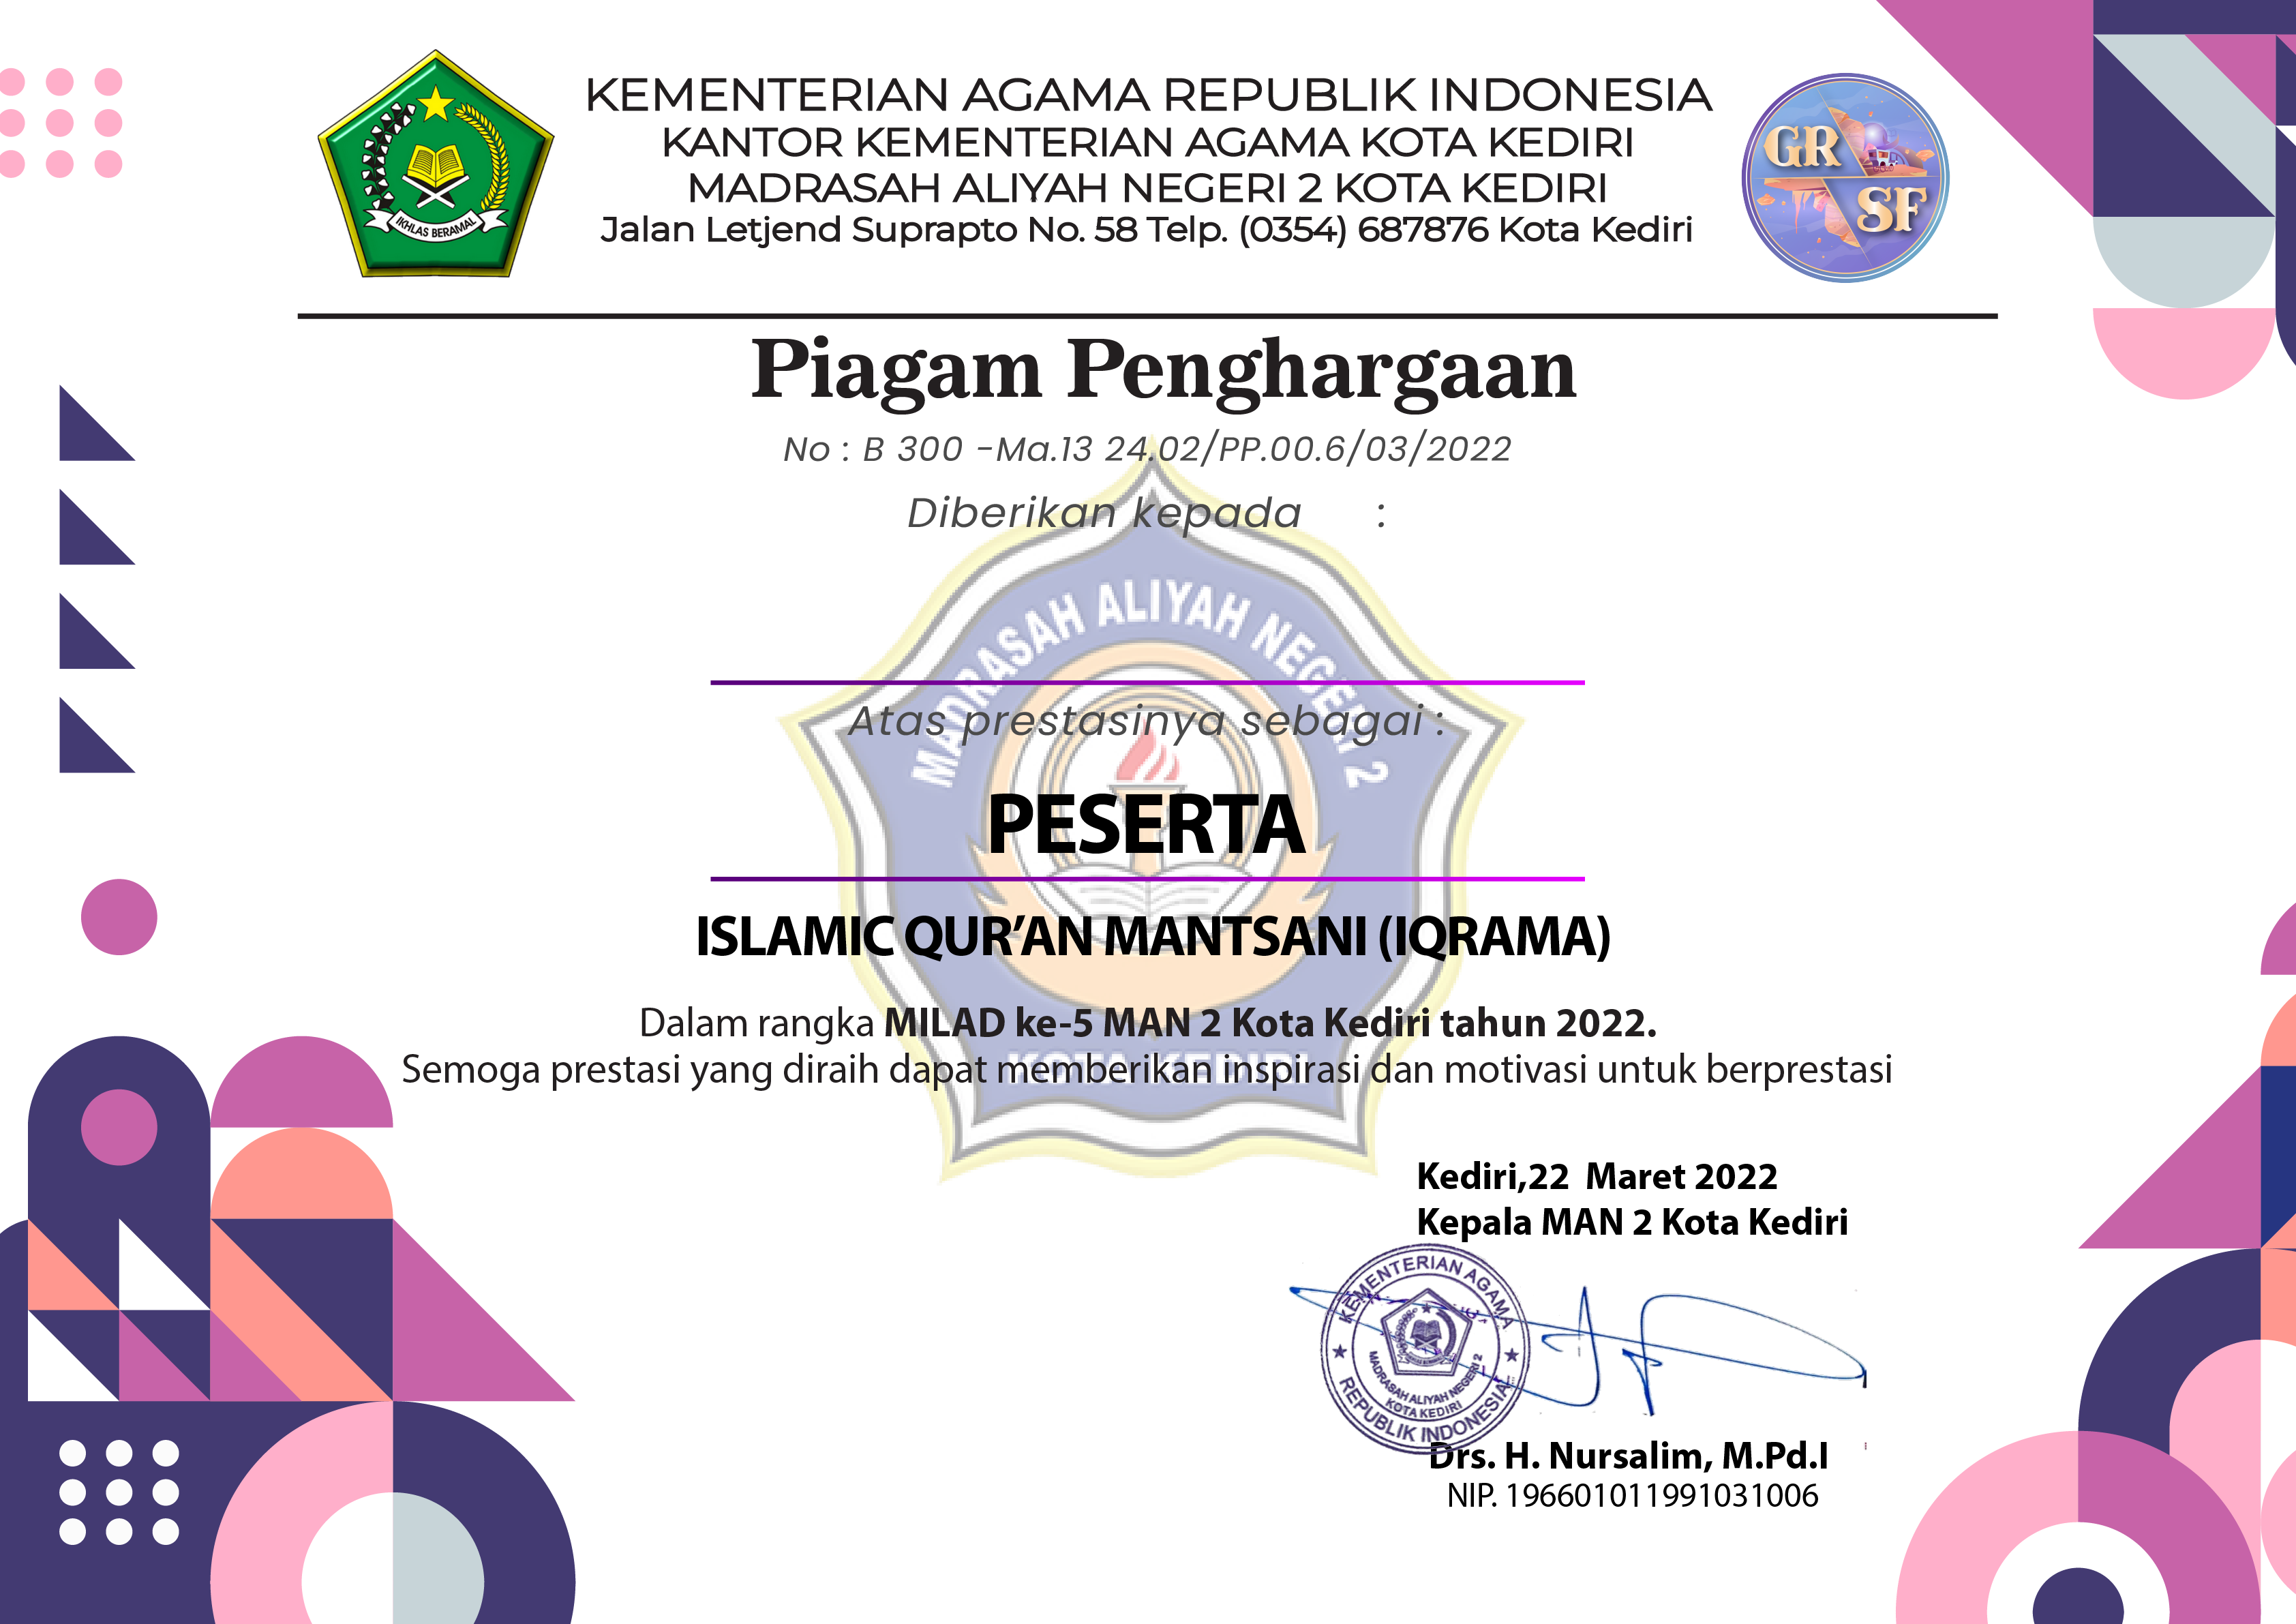 KEMENTERIAN AGAMA REPUBLIK INDONESIA
KANTOR KEMENTERIAN AGAMA KOTA KEDIRI
MADRASAH ALIYAH NEGERI 2 KOTA KEDIRI
Jalan Letjend Suprapto No. 58 Telp. (0354) 687876 Kota Kediri
IKHLAS BERAMAL
GR
SF
Piagam Penghargaan
No : B 300 -Ma.13 24.02/PP.00.6/03/2022
Diberikan kepada :
MADRASAH ALIYAH NEGERI 2
Atas prestasinya sebagai :
PESERTA
ISLAMIC QUR’AN MANTSANI (IQRAMA)
Dalam rangka MILAD ke-5 MAN 2 Kota Kediri tahun 2022.
KOTA KEDIRI
Semoga prestasi yang diraih dapat memberikan inspirasi dan motivasi untuk berprestasi
Kediri,22 Maret 2022
Kepala MAN 2 Kota Kediri
KEMENTERIAN AGAMA
MADRASAH ALIYAH NEGERI 2
KOTA KEDIRI
REPUBLIK INDONESIA
Drs. H. Nursalim, M.Pd.I
NIP. 196601011991031006